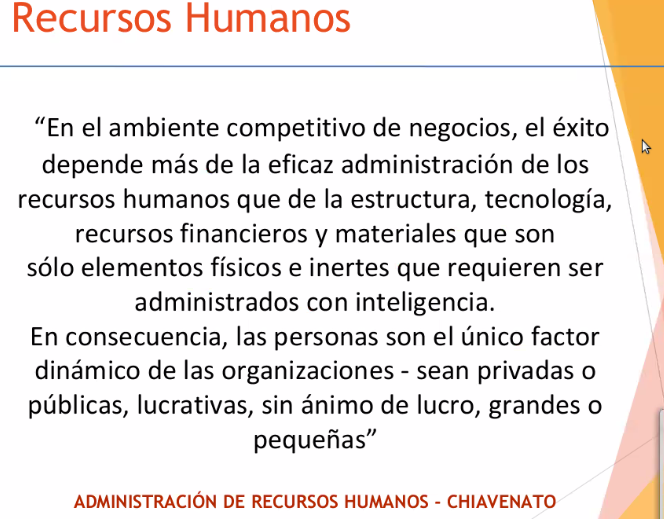 Recursos Humanos
“En el ambiente competitivo de negocios, el éxito
depende más de la eficaz administración de los
recursos humanos que de la estructura, tecnología,
recursos financieros y materiales que son
sólo elementos físicos e inertes que requieren ser
administrados con inteligencia.
En consecuencia, las personas son el único factor
dinámico de las organizaciones - sean privadas o
públicas, lucrativas, sin ánimo de lucro, grandes o
pequeñas”
ADMINISTRACIÓN DE RECURSOS HUMANOS - CHIAVENATO